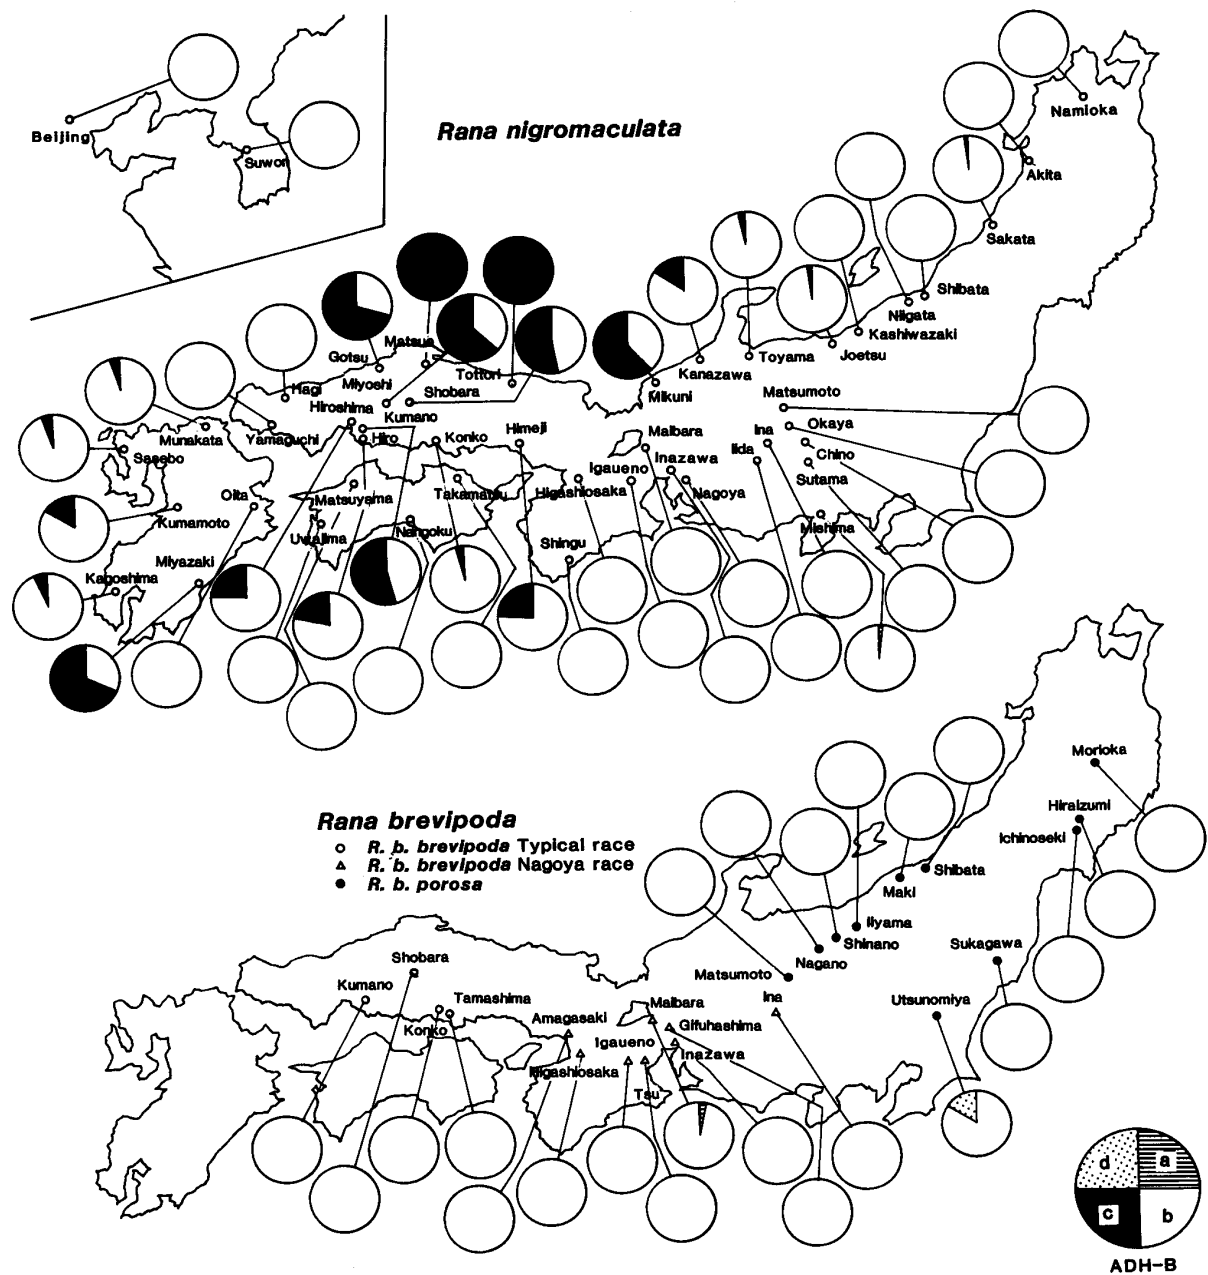 Beijing
Suwon
Rana nigromaculata
Namioka
Akita
Sakata
Shibata
Niigata
Kashiwazaki
Joetsu
Toyama
Kanazawa
Mikuni
Matsue
Gotsu
Miyoshi
Tottori
Shobara
Hagi
Hiroshima
Kumano
Hiro
Konko
Himeji
Munakata
Yamaguchi
Sasebo
Maibara
Matsumoto
Okaya
Ina
Iida
Chino
Sutama
Inazawa
Igaueno
Nagoya
Higashiosaka
Takamatsu
Matsuyama
Oita
Kumamoto
Uwajima
Nangoku
Mishima
Shingu
Miyazaki
Kagoshima
Rana brevipoda
R. b. brevipoda Typical race
R. b. brevipoda Nagoya race
R. b. porosa
Morioka
Hiraizumi
Ichinoseki
Shibata
Maki
Iiyama
Shinano
Nagano
Matsumoto
Sukagawa
Utsunomiya
Shobara
Kumano
Tamashima
Konko
Amagasaki
Maibara
Ina
Gifuhashima
Igaueno
Inazawa
Higashiosaka
Tsu
d a
c b
ADH-B